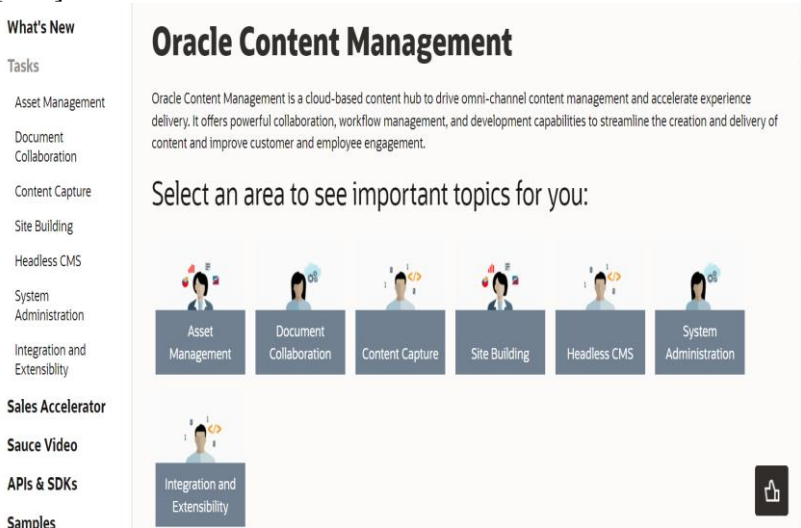 What's New
Tasks
Asset Management
Document
Collaboration
Content Capture
Site Building
Headless CMS
System
Administration
Integration and
Extensiblity
Sales Accelerator
Sauce Video
APIs & SDKs
Samples
Oracle Content Management
Oracle Content Management is a cloud-based content hub to drive omni-channel content management and accelerate experience
delivery. It offers powerful collaboration, workflow management, and development capabilities to streamline the creation and delivery of
content and improve customer and employee engagement.
Select an area to see important topics for you:
Asset
Management
Document
Collaboration
Content Capture
Site Building
Headless CMS
System
Administration
Integration and
Extensibility